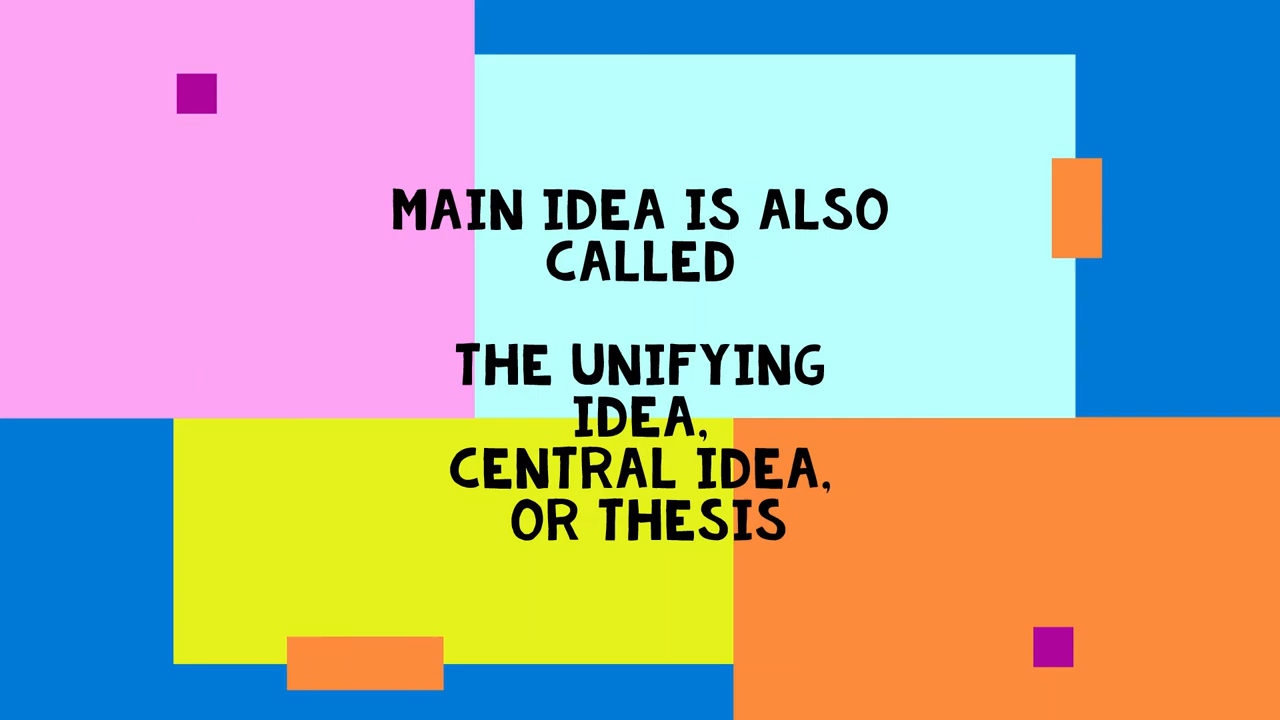 MAIN IDEA IS ALSO
CALLED
THE UNIFYING
IDEA,
CENTRAL IDEA,
OR THESIS